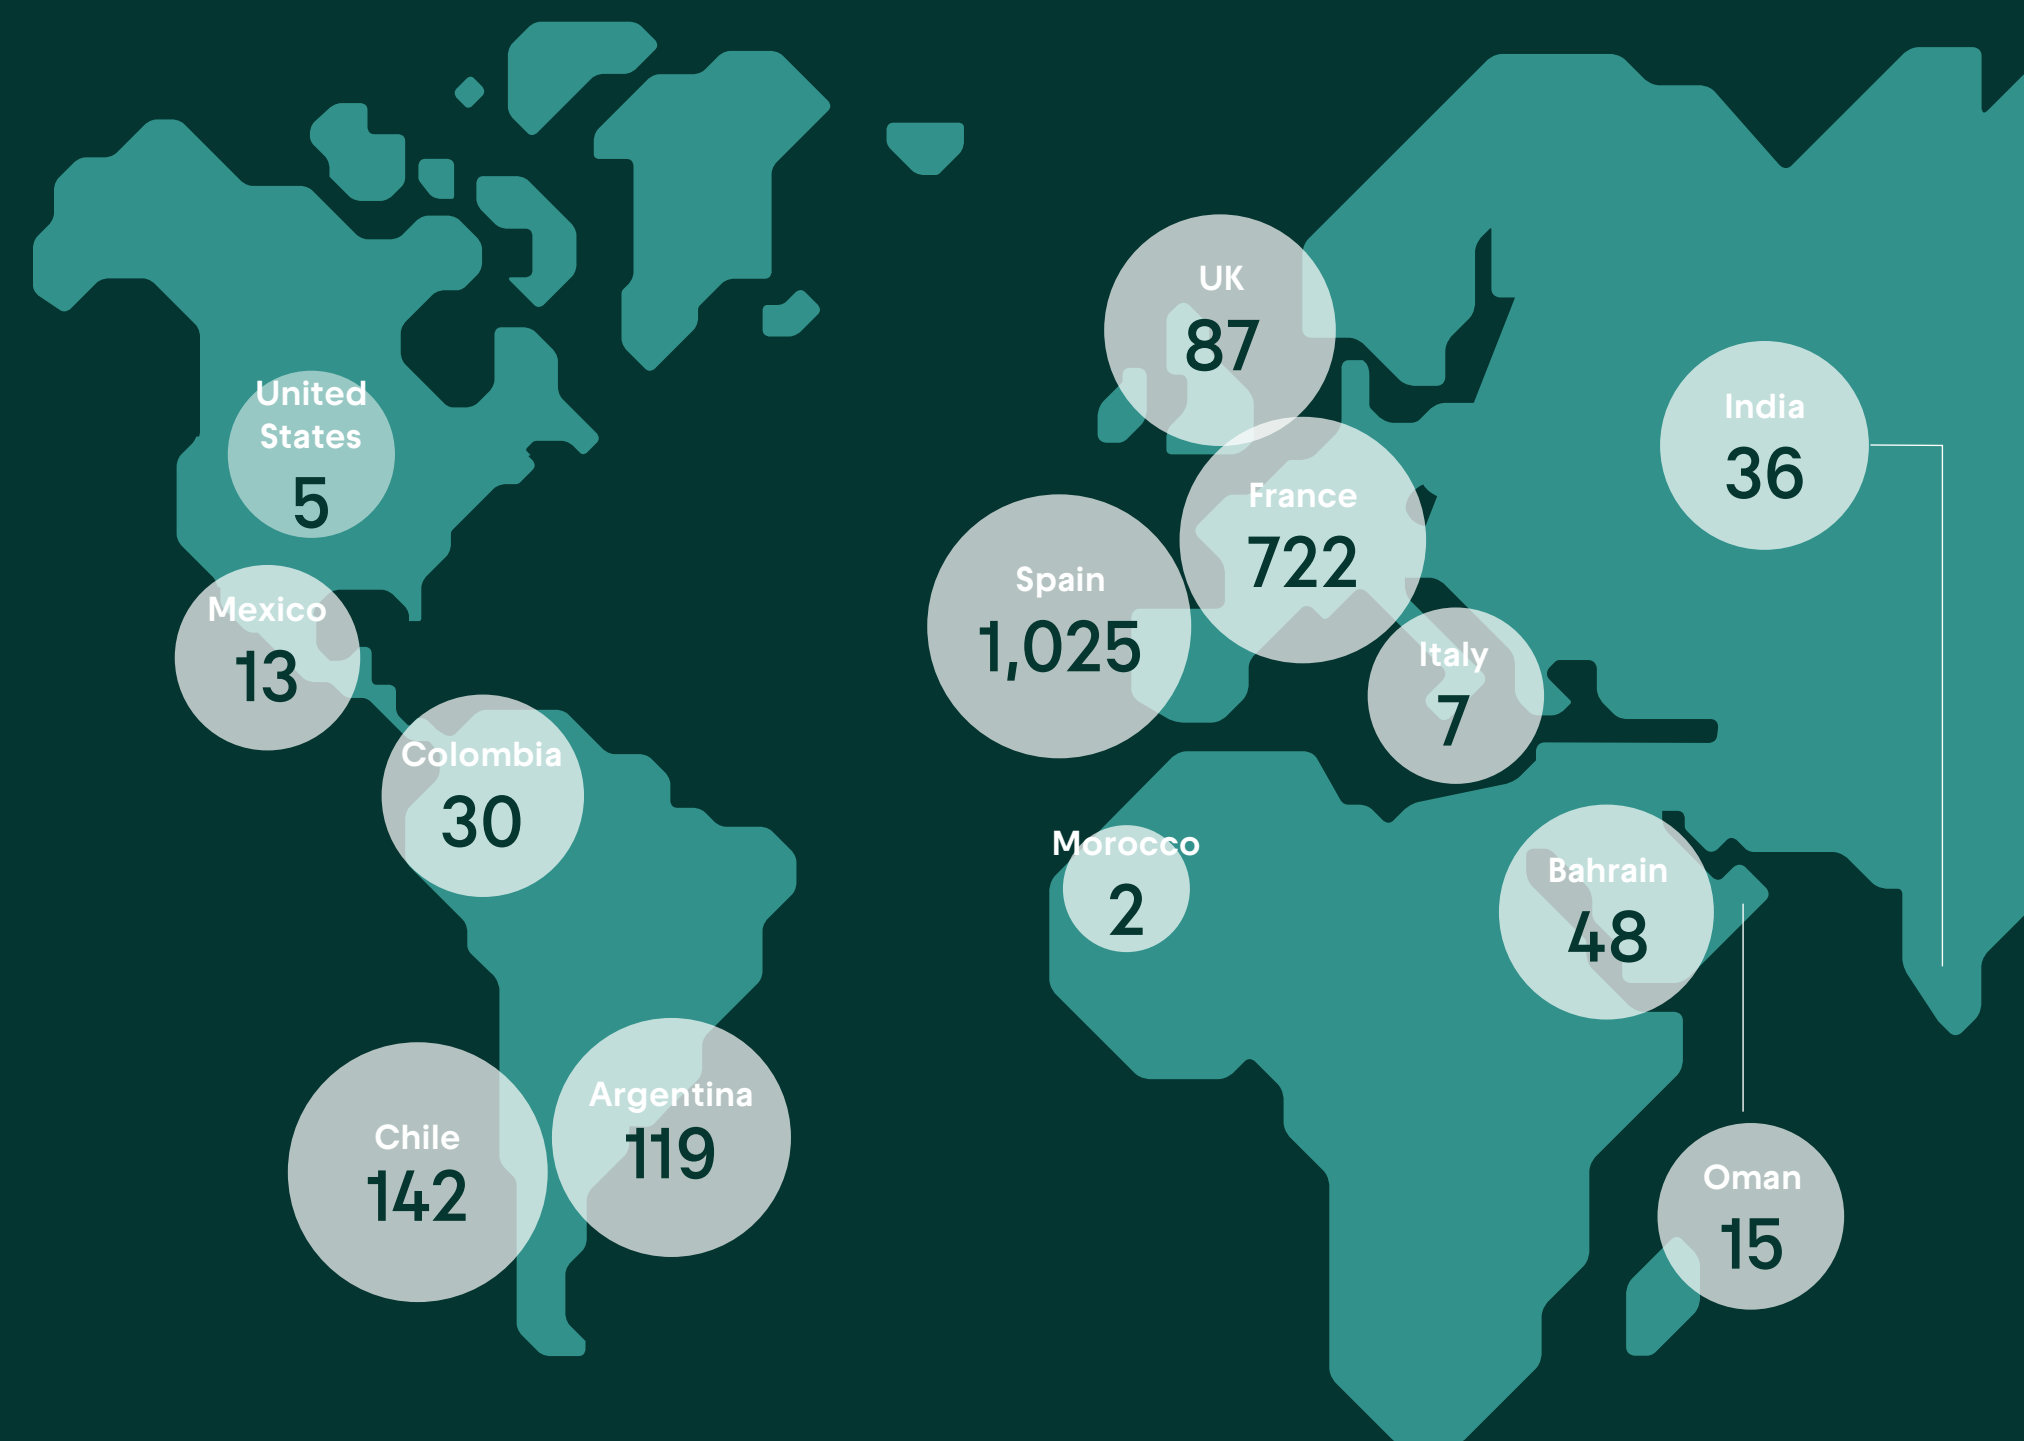 United
States
5
Mexico
13
Colombia
30
Chile
142
Argentina
119
UK
87
France
722
Spain
1,025
Italy
7
Morocco
2
Bahrain
48
India
36
Oman
15